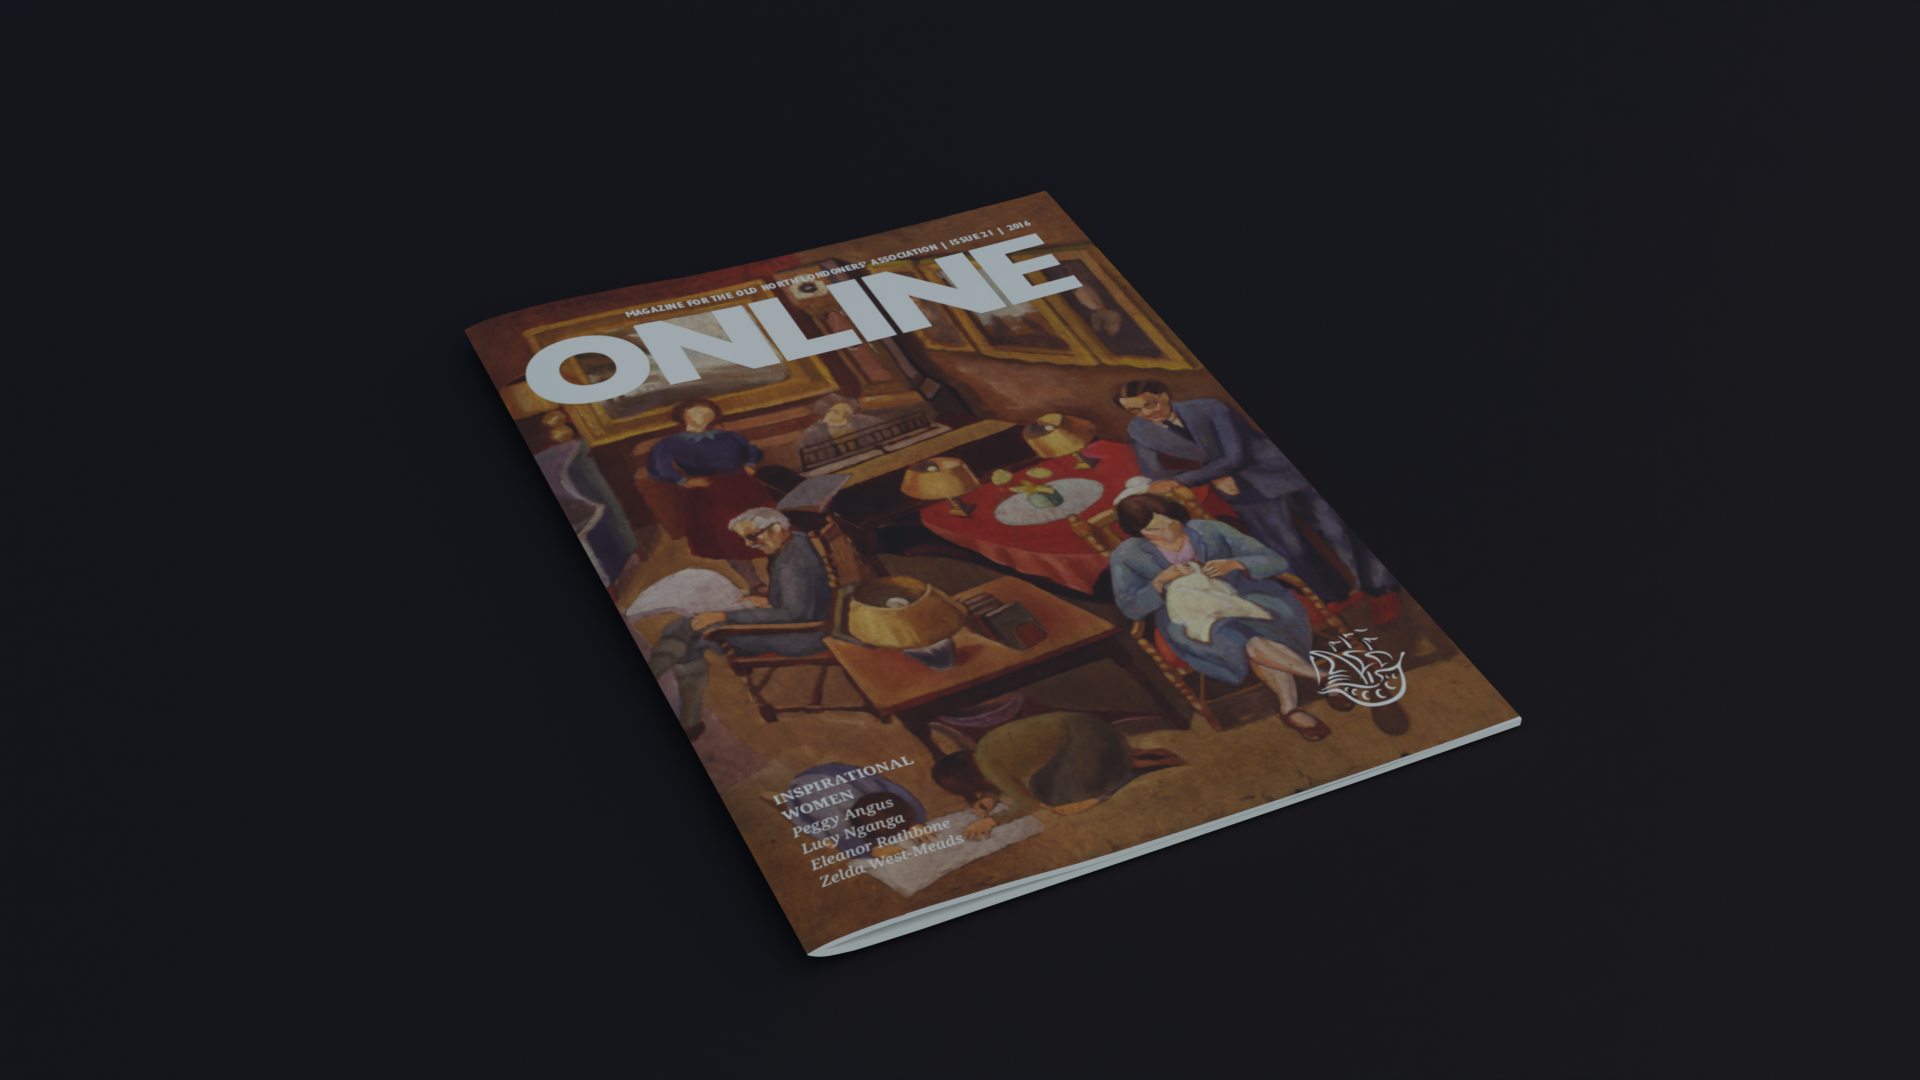 MAGAZINE FOR THE OLD NORTH LONDONERS' ASSOCIATION | ISSUE 21 | 2016
ONLINE
INSPIRATIONAL
WOMEN
Peggy Angus
Lucy Nganga
Eleanor Rathbone
Zelda West-Meads